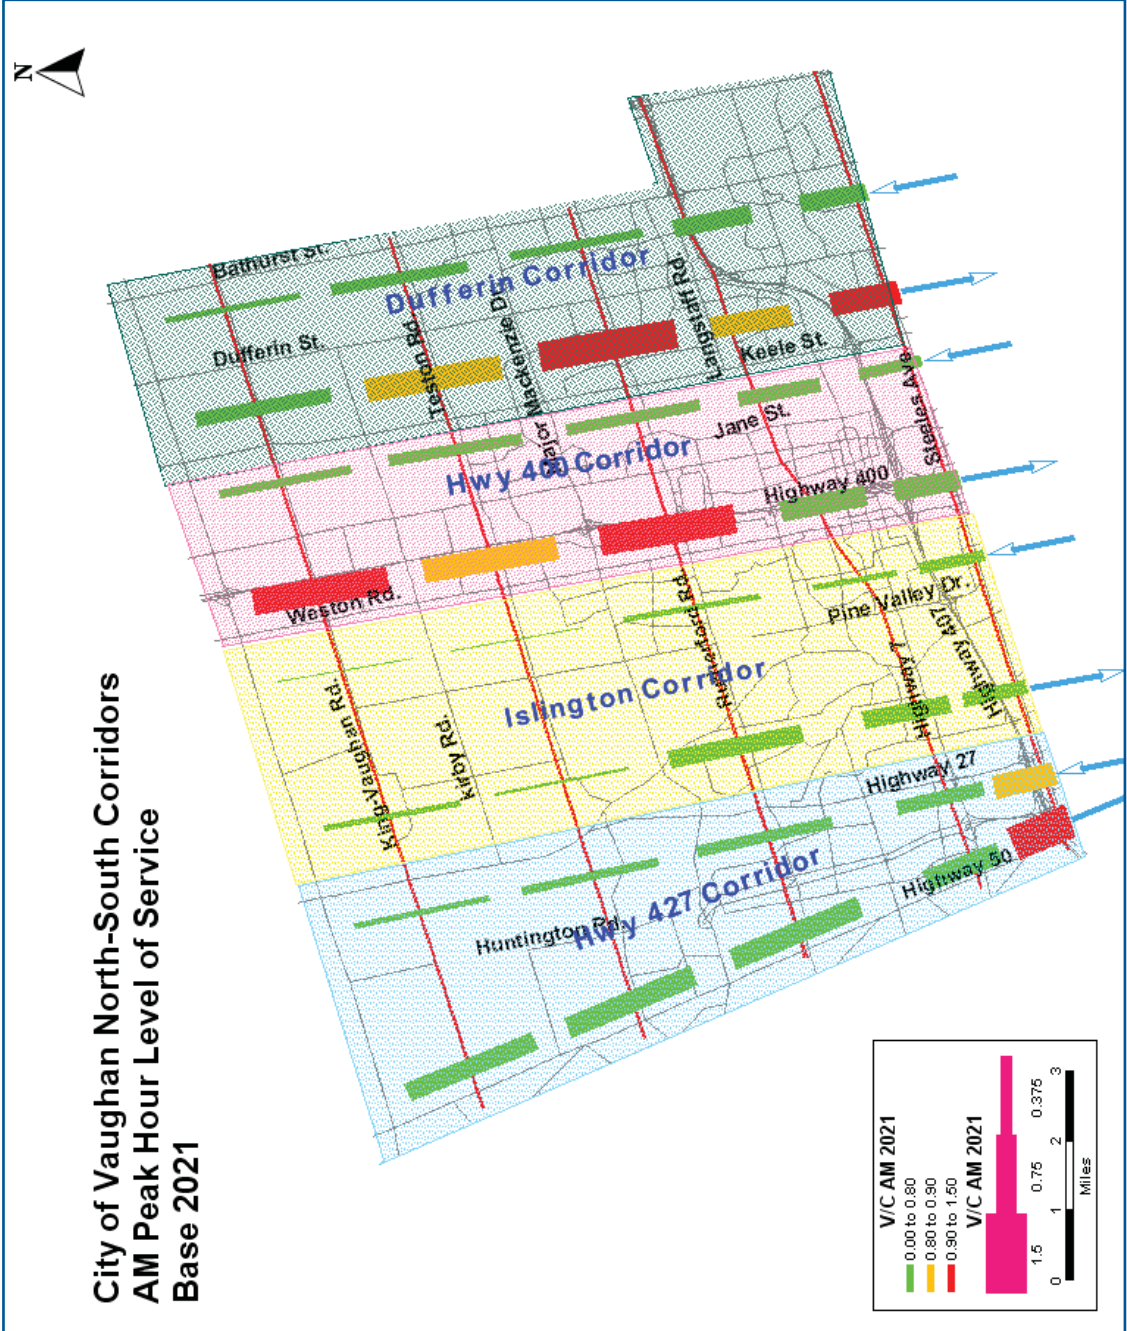 City of Vaughan North-South Corridors
AM Peak Hour Level of Service
Base 2021
N
Bathurst St.
Dufferin Corridor
Dufferin St.
Teston Rd.
Major Mackenzie Dr.
Langstaff Rd.
Keele St.
Hwy 400 Corridor
Jane St.
Steeles Ave.
Highway 400
Weston Rd.
Rutherford Rd.
Pine Valley Dr.
Islington Corridor
Highway 7
Highway 407
King-Vaughan Rd.
Kirby Rd.
Highway 27
Hwy 427 Corridor
Highway 50
Huntington Rd.
V/C AM 2021
0.00 to 0.80
0.80 to 0.90
0.90 to 1.50
V/C AM 2021
1.5 0.75 0.375
0 1 2 3
Miles